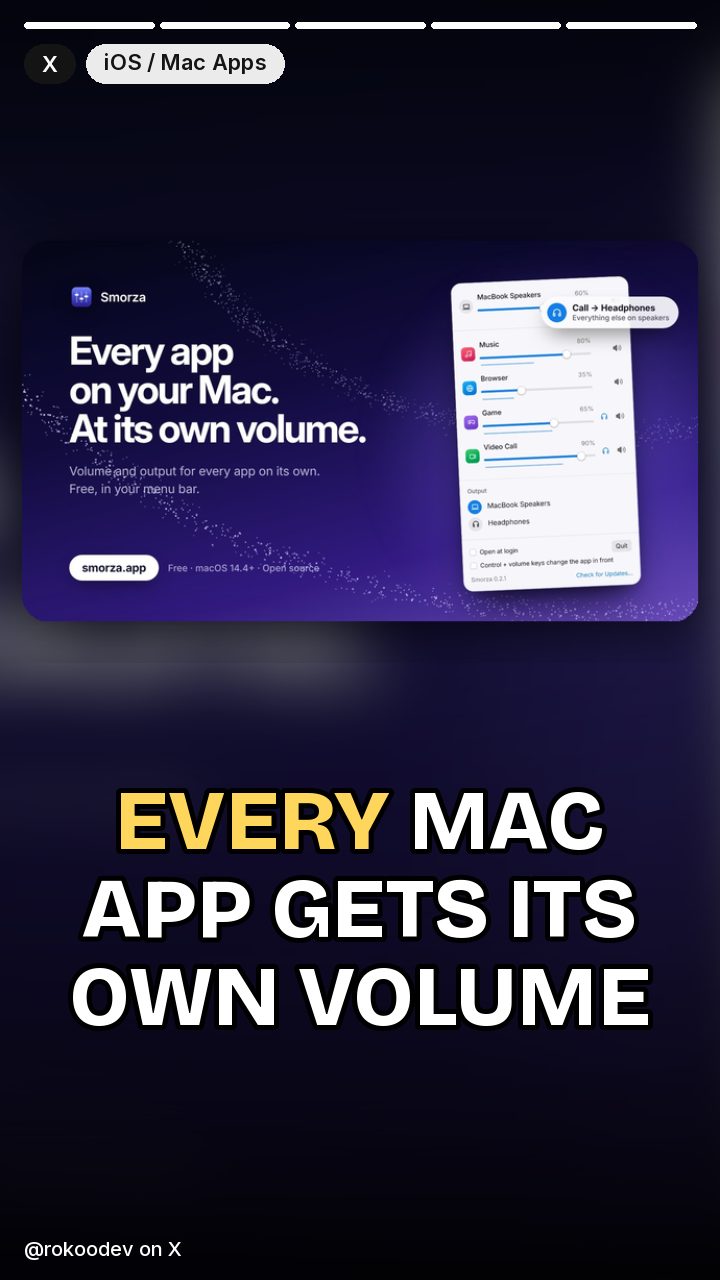 X
iOS / Mac Apps
Smorza
Every app
on your Mac.
At its own volume.
Volume and output for every app on its own.
Free, in your menu bar.
smorza.app
Free · macOS 14.4+ · Open source
MacBook Speakers
60%
Call → Headphones
Everything else on speakers
Music
80%
Browser
35%
Game
65%
Video Call
90%
Output
MacBook Speakers
Headphones
Open at login
Quit
Control + volume keys change the app in front
Smorza 0.2.1
Check for Updates...
EVERY MAC
APP GETS ITS
OWN VOLUME
@rokoodev on X